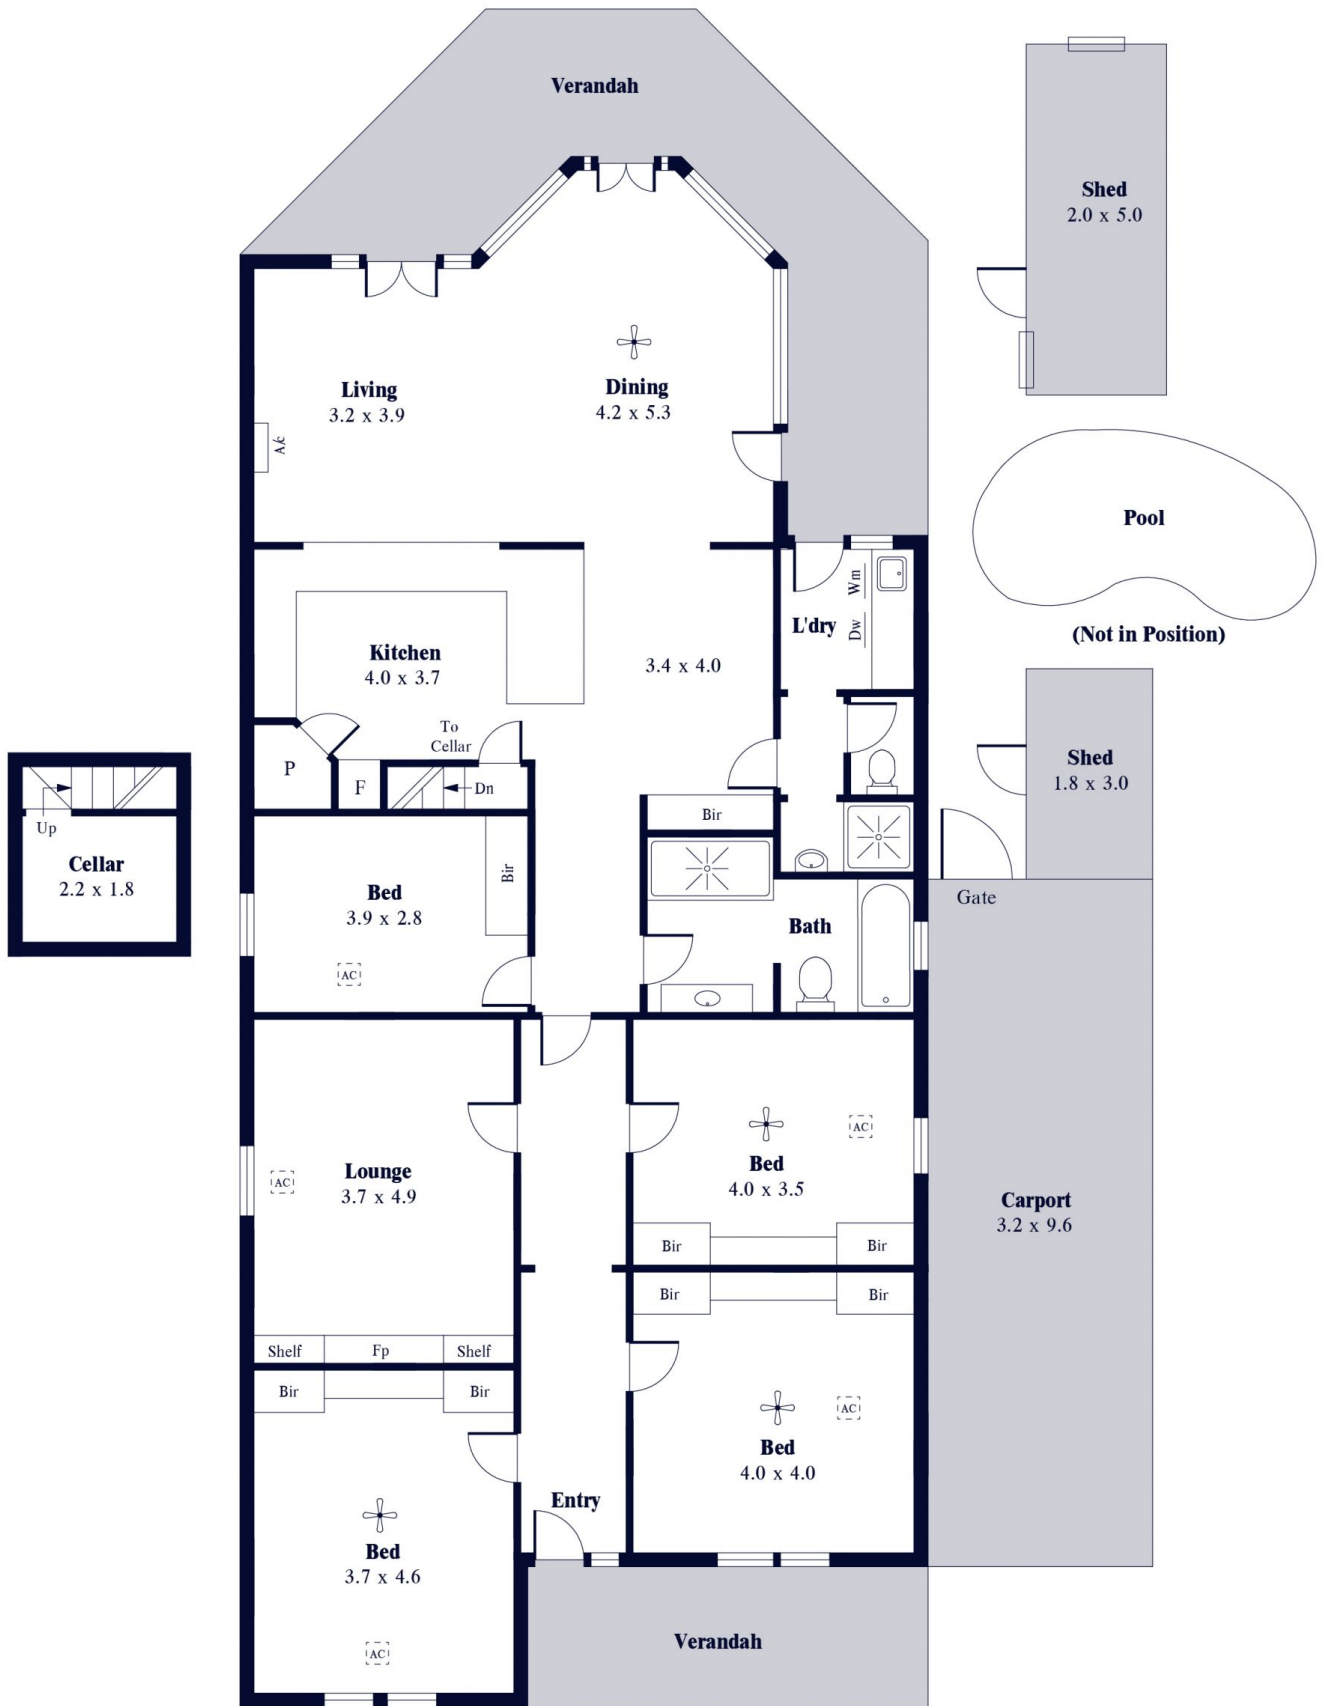 Verandah
Shed
2.0 x 5.0
Living
3.2 x 3.9
Dining
4.2 x 5.3
A/c
Pool
(Not in Position)
Wm
L'dry
Dw
Kitchen
4.0 x 3.7
3.4 x 4.0
To
Cellar
P
F
Dn
Shed
1.8 x 3.0
Up
Cellar
2.2 x 1.8
Bir
Bed
3.9 x 2.8
Bir
AC
Bath
Gate
Lounge
3.7 x 4.9
AC
Bed
4.0 x 3.5
AC
Bir
Bir
Carport
3.2 x 9.6
Bir
Bir
Shelf
Fp
Shelf
Bir
Bir
AC
Bed
4.0 x 4.0
Entry
Bed
3.7 x 4.6
AC
Verandah